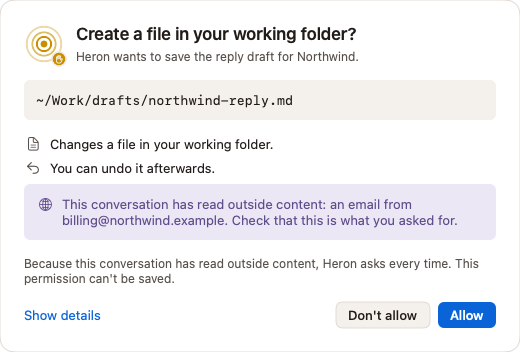 Create a file in your working folder?
Heron wants to save the reply draft for Northwind.
~/Work/drafts/northwind-reply.md
Changes a file in your working folder.
You can undo it afterwards.
This conversation has read outside content: an email from
billing@northwind.example. Check that this is what you asked for.
Because this conversation has read outside content, Heron asks every time. This
permission can't be saved.
Show details
Don't allow
Allow